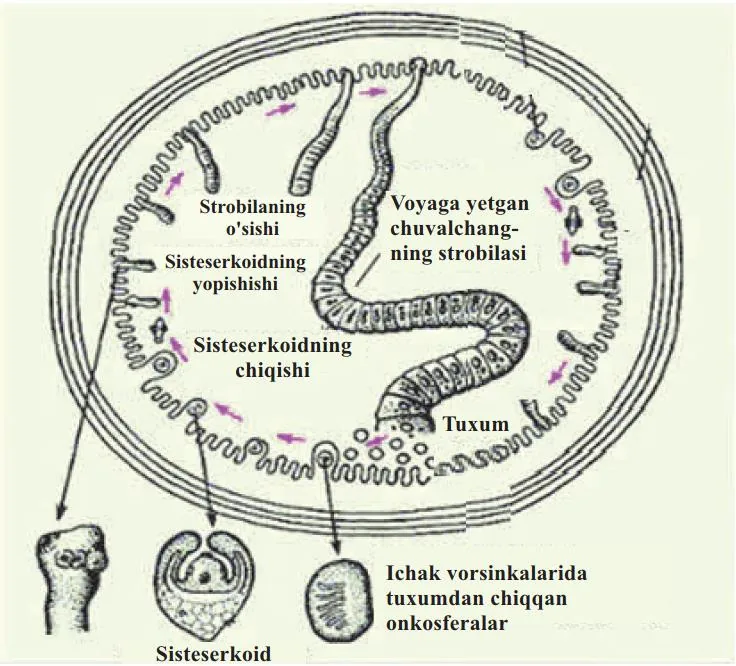 Strobilaning
o'sishi
Voyaga yetgan
chuvalchang-
ning strobilasi
Sisteserkoidning
yopishishi
Sisteserkoidning
chiqishi
Tuxum
Ichak vorsinkalarida
tuxumdan chiqqan
onkosferalar
Sisteserkoid